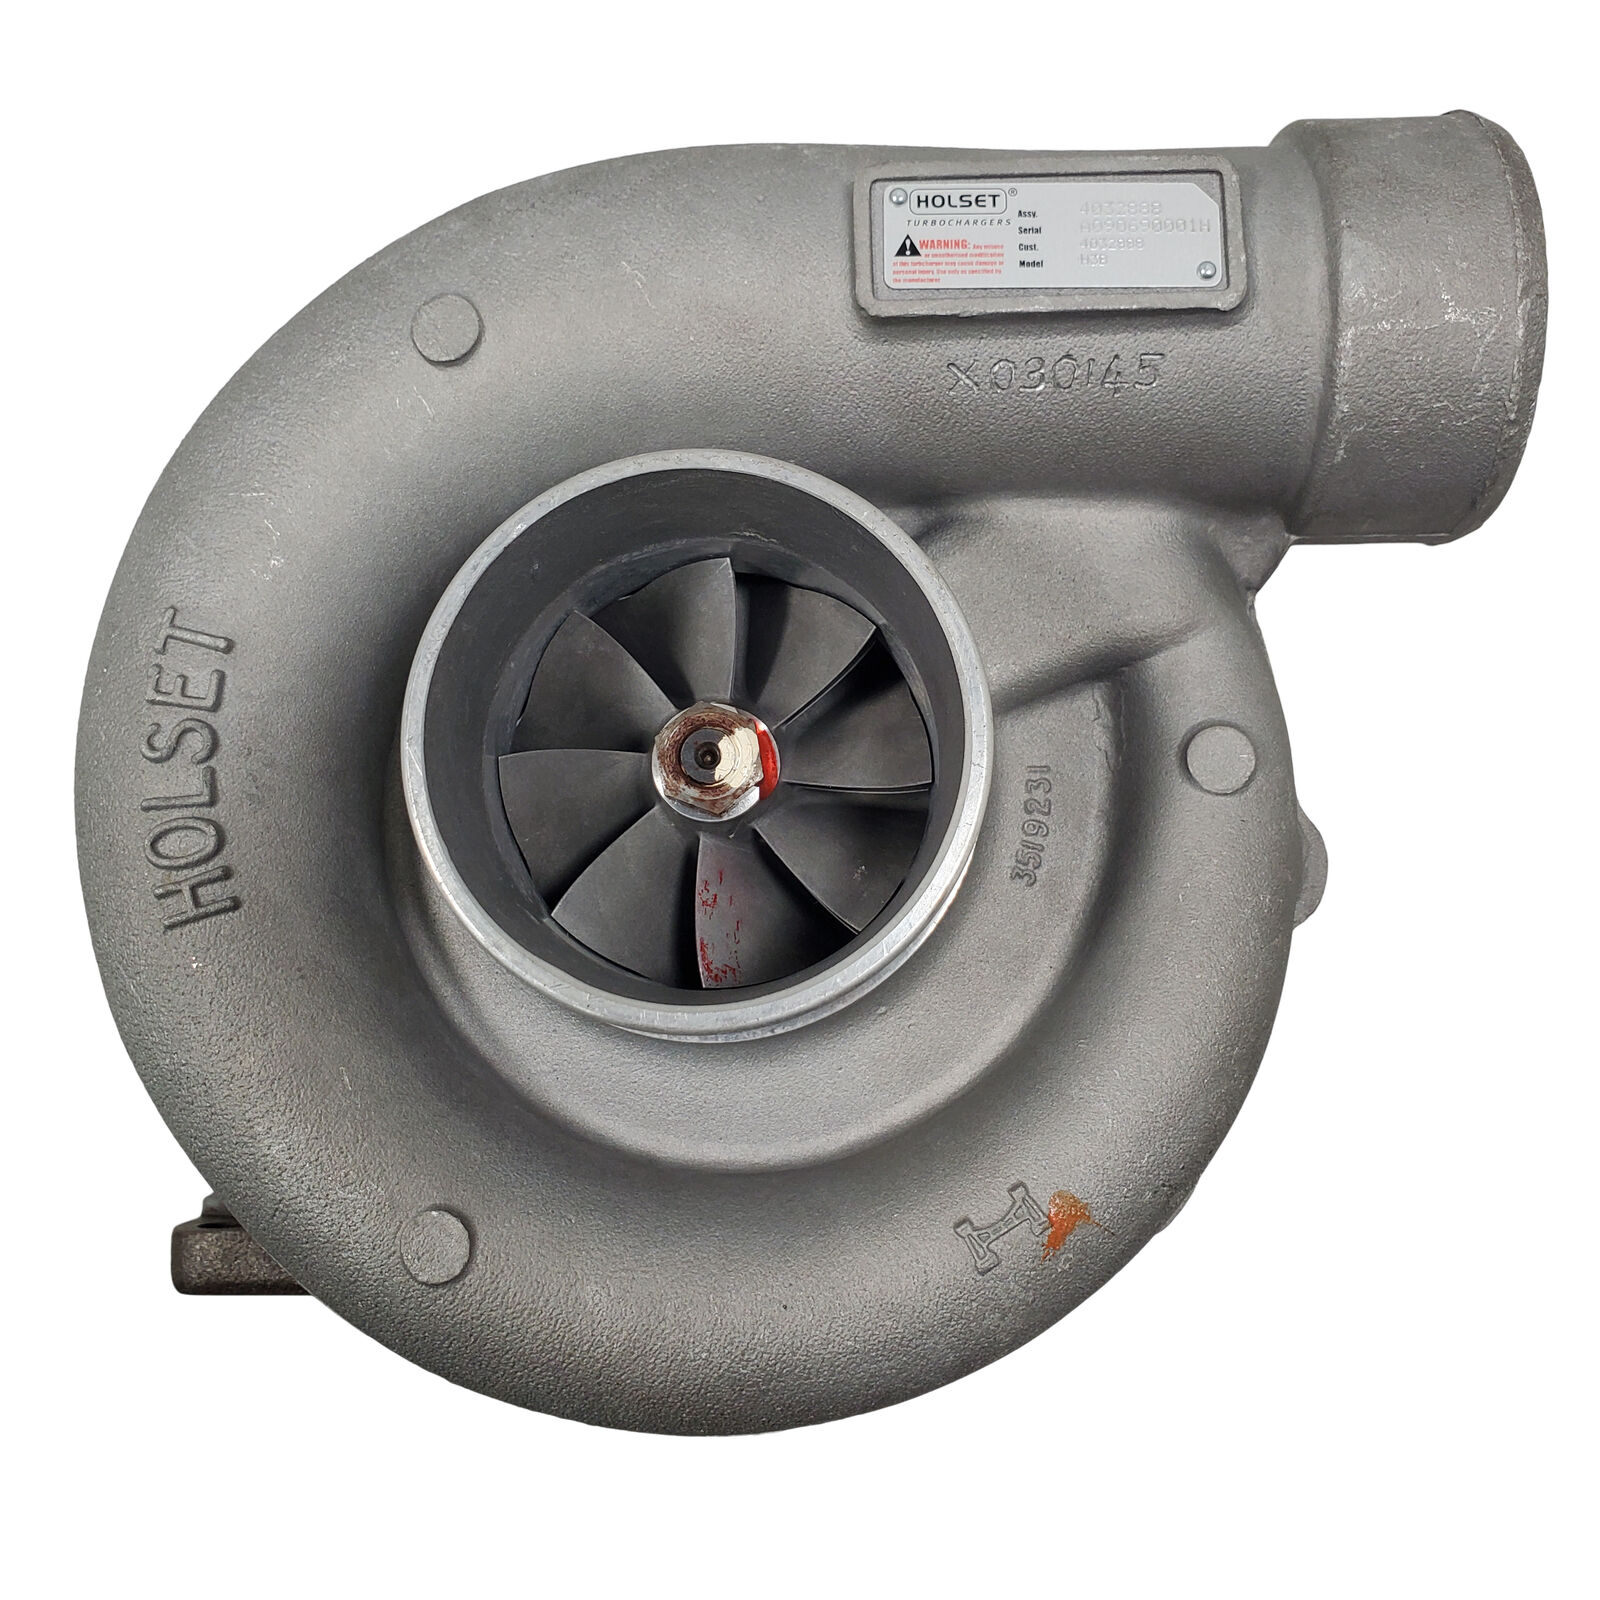 HOLSET®
TURBOCHARGERS
WARNING: Any misuse
or unauthorised modification
of this turbocharger may cause damage or
personal injury. Use only as specified by
the manufacturer
Assy. 4032888
Serial A090690001H
Cust. 4032888
Model H3B
X030145
HOLSET
3519231
H